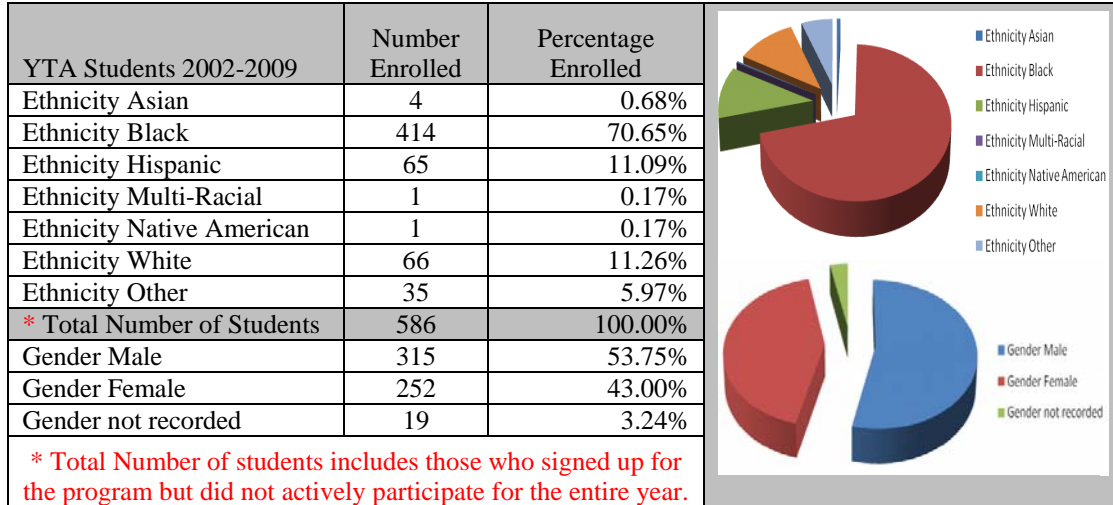 YTA Students 2002-2009 Number Enrolled Percentage Enrolled
Ethnicity Asian 4 0.68%
Ethnicity Black 414 70.65%
Ethnicity Hispanic 65 11.09%
Ethnicity Multi-Racial 1 0.17%
Ethnicity Native American 1 0.17%
Ethnicity White 66 11.26%
Ethnicity Other 35 5.97%
* Total Number of Students 586 100.00%
Gender Male 315 53.75%
Gender Female 252 43.00%
Gender not recorded 19 3.24%
* Total Number of students includes those who signed up for
the program but did not actively participate for the entire year.
Ethnicity Asian
Ethnicity Black
Ethnicity Hispanic
Ethnicity Multi-Racial
Ethnicity Native American
Ethnicity White
Ethnicity Other
Gender Male
Gender Female
Gender not recorded